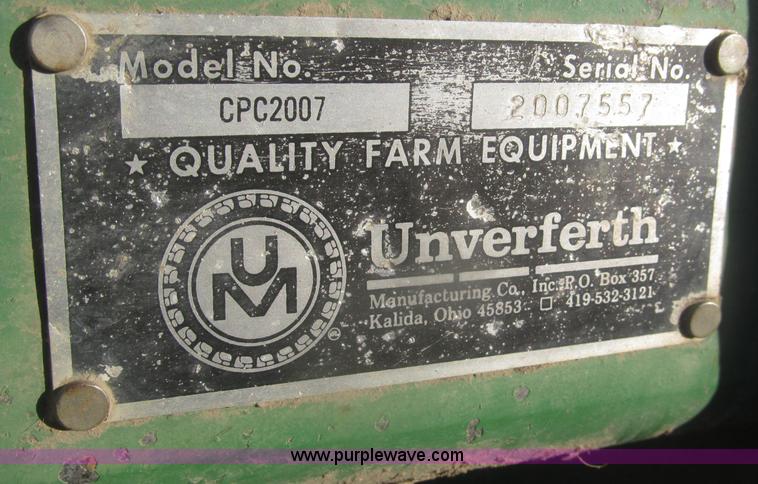 Model No. Serial No.
CPC2007 2007557
★ QUALITY FARM EQUIPMENT ★
UM
®
Unverferth
Manufacturing Co., Inc. P.O. Box 357
Kalida, Ohio 45853 □ 419-532-3121
www.purplewave.com